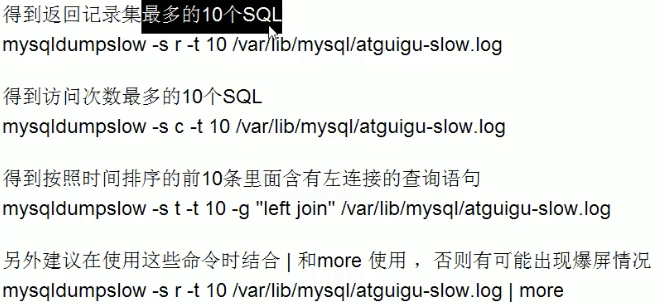 得到返回记录集最多的10个SQL
mysqldumpslow -s r -t 10 /var/lib/mysql/atguigu-slow.log
得到访问次数最多的10个SQL
mysqldumpslow -s c -t 10 /var/lib/mysql/atguigu-slow.log
得到按照时间排序的前10条里面含有左连接的查询语句
mysqldumpslow -s t -t 10 -g "left join" /var/lib/mysql/atguigu-slow.log
另外建议在使用这些命令时结合 | 和more 使用 ，否则有可能出现爆屏情况
mysqldumpslow -s r -t 10 /var/lib/mysql/atguigu-slow.log | more